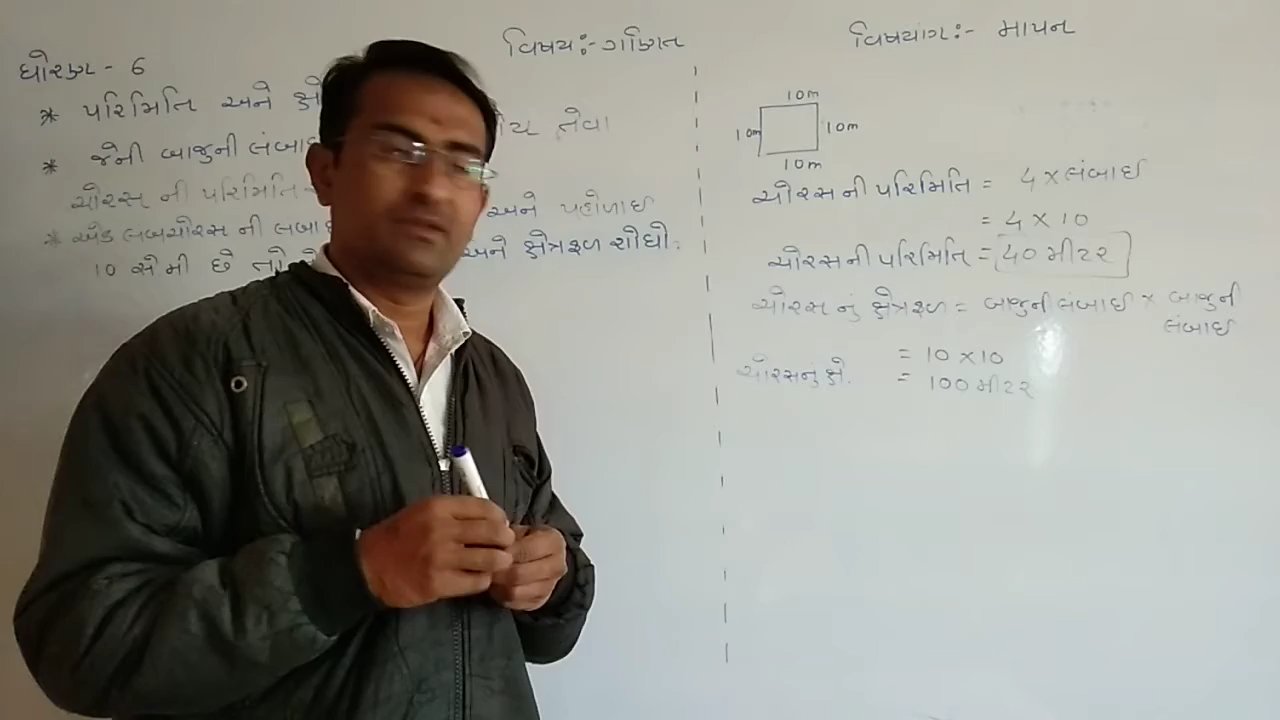 ધોરણ - 6
વિષય:- ગણિત
વિષયાંગ:- માપન
* પરિમિતિ અને ક્ષે
* જેની બાજુની લંબાઇ
હોય તેવા
ચોરસ ની પરિમિતિ
* એક લંબચોરસ ની લંબાઇ
અને પહોળાઇ
10 સેમી છે તો
અને ક્ષેત્રફળ શોધો.
10m
10m
10m
10m
ચોરસની પરિમિતિ = 4 × લંબાઇ
= 4 × 10
ચોરસની પરિમિતિ = 40 મીટર
ચોરસ નું ક્ષેત્રફળ = બાજુની લંબાઇ × બાજુની
લંબાઇ
= 10 × 10
ચોરસનું ક્ષે. = 100 મીટર